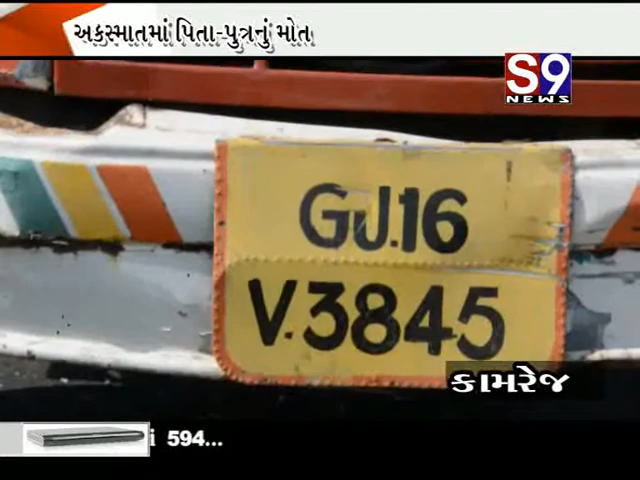 અકસ્માતમાં પિતા-પુત્રનું મોત
S9
NEWS
GJ.16
V.3845
કામરેજ
594...